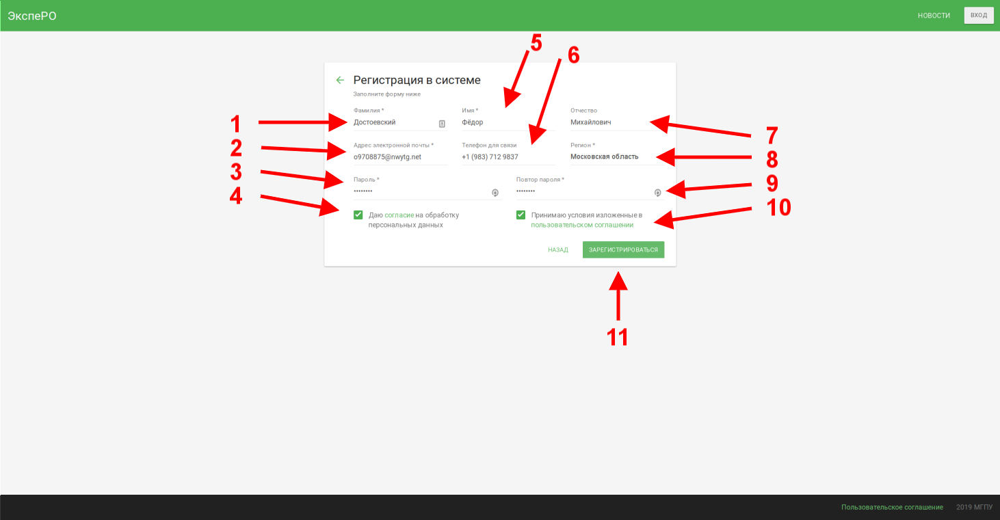 ЭкспеРО
НОВОСТИ
ВХОД
5
6
Регистрация в системе
Заполните форму ниже
Фамилия *
Имя *
Отчество
1
Достоевский
Фёдор
Михайлович
7
2
Адрес электронной почты *
Телефон для связи
Регион *
o9708875@nwytg.net
+1 (983) 712 9837
Московская область
8
3
Пароль *
Повтор пароля *
9
••••••••
••••••••
4
10
Даю согласие на обработку
персональных данных
Принимаю условия изложенные в
пользовательском соглашении
НАЗАД
ЗАРЕГИСТРИРОВАТЬСЯ
11
Пользовательское соглашение
2019 МГПУ